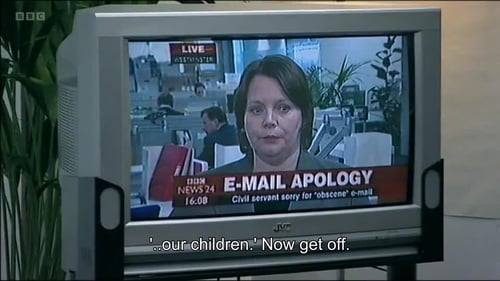 BBC
LIVE
WESTMINSTER
BBC
NEWS 24
16:08
E-MAIL APOLOGY
Civil servant sorry for 'obscene' e-mail
JVC
'..our children.' Now get off.